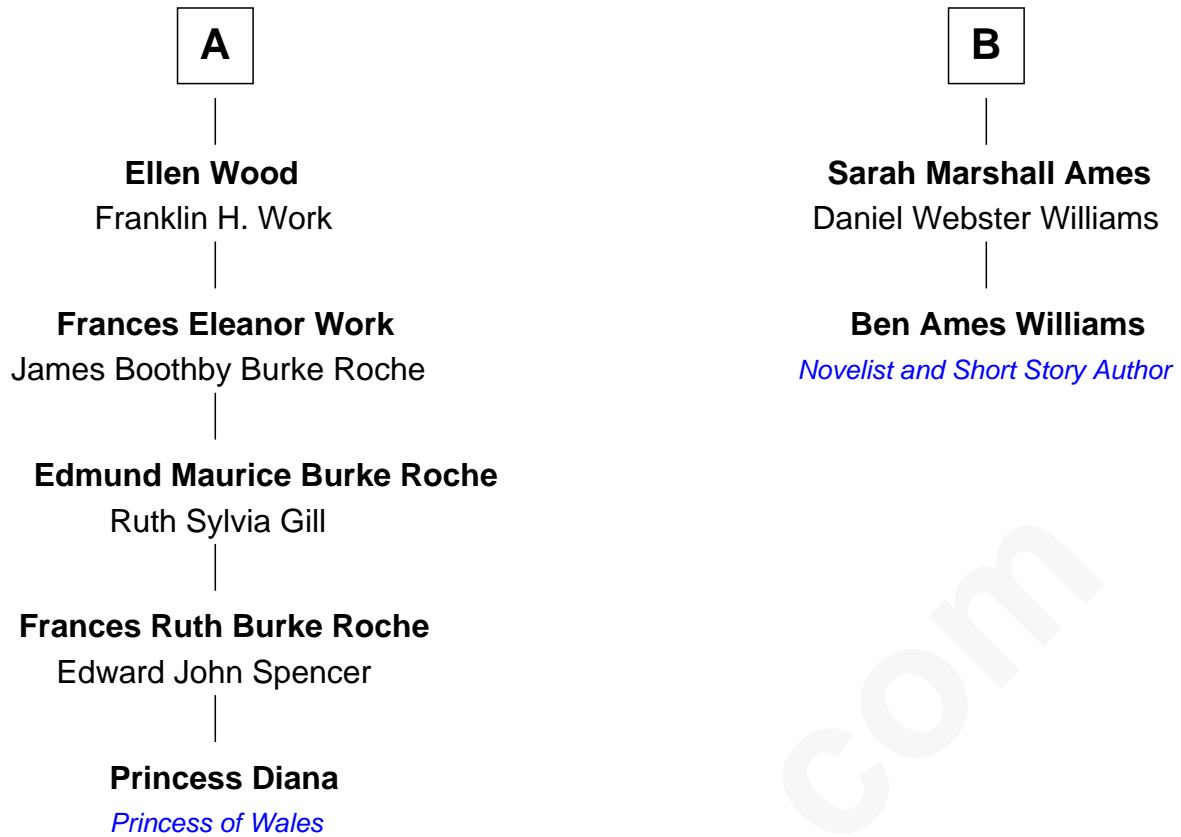 A
Ellen Wood
Franklin H. Work
Frances Eleanor Work
James Boothby Burke Roche
Edmund Maurice Burke Roche
Ruth Sylvia Gill
Frances Ruth Burke Roche
Edward John Spencer
Princess Diana
Princess of Wales
B
Sarah Marshall Ames
Daniel Webster Williams
Ben Ames Williams
Novelist and Short Story Author
com